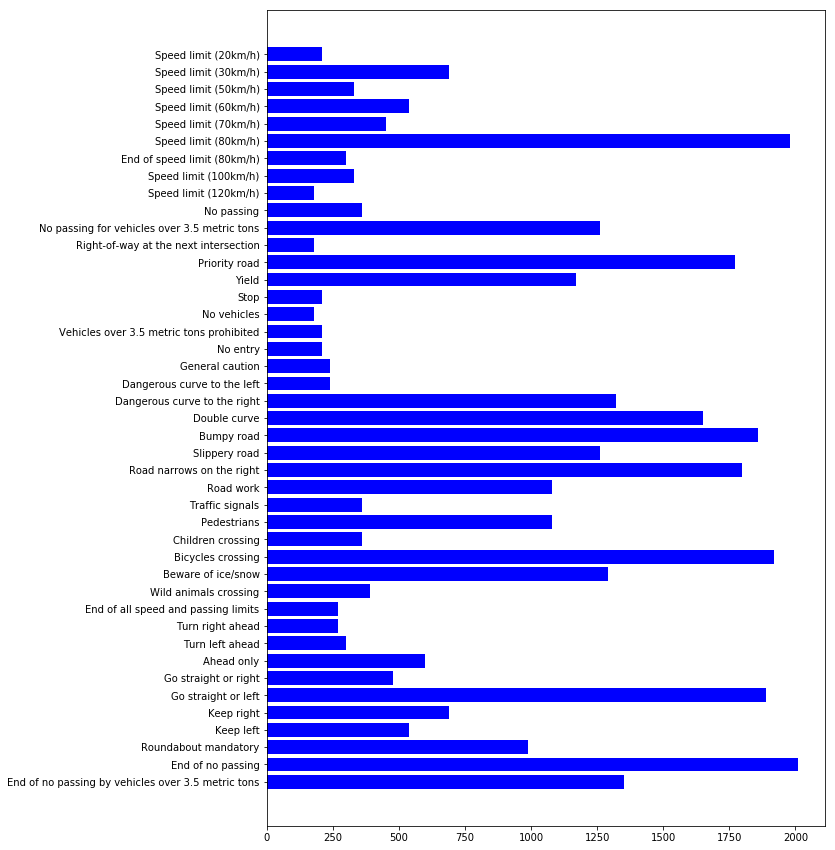 Speed limit (20km/h)
Speed limit (30km/h)
Speed limit (50km/h)
Speed limit (60km/h)
Speed limit (70km/h)
Speed limit (80km/h)
End of speed limit (80km/h)
Speed limit (100km/h)
Speed limit (120km/h)
No passing
No passing for vehicles over 3.5 metric tons
Right-of-way at the next intersection
Priority road
Yield
Stop
No vehicles
Vehicles over 3.5 metric tons prohibited
No entry
General caution
Dangerous curve to the left
Dangerous curve to the right
Double curve
Bumpy road
Slippery road
Road narrows on the right
Road work
Traffic signals
Pedestrians
Children crossing
Bicycles crossing
Beware of ice/snow
Wild animals crossing
End of all speed and passing limits
Turn right ahead
Turn left ahead
Ahead only
Go straight or right
Go straight or left
Keep right
Keep left
Roundabout mandatory
End of no passing
End of no passing by vehicles over 3.5 metric tons
0 250 500 750 1000 1250 1500 1750 2000